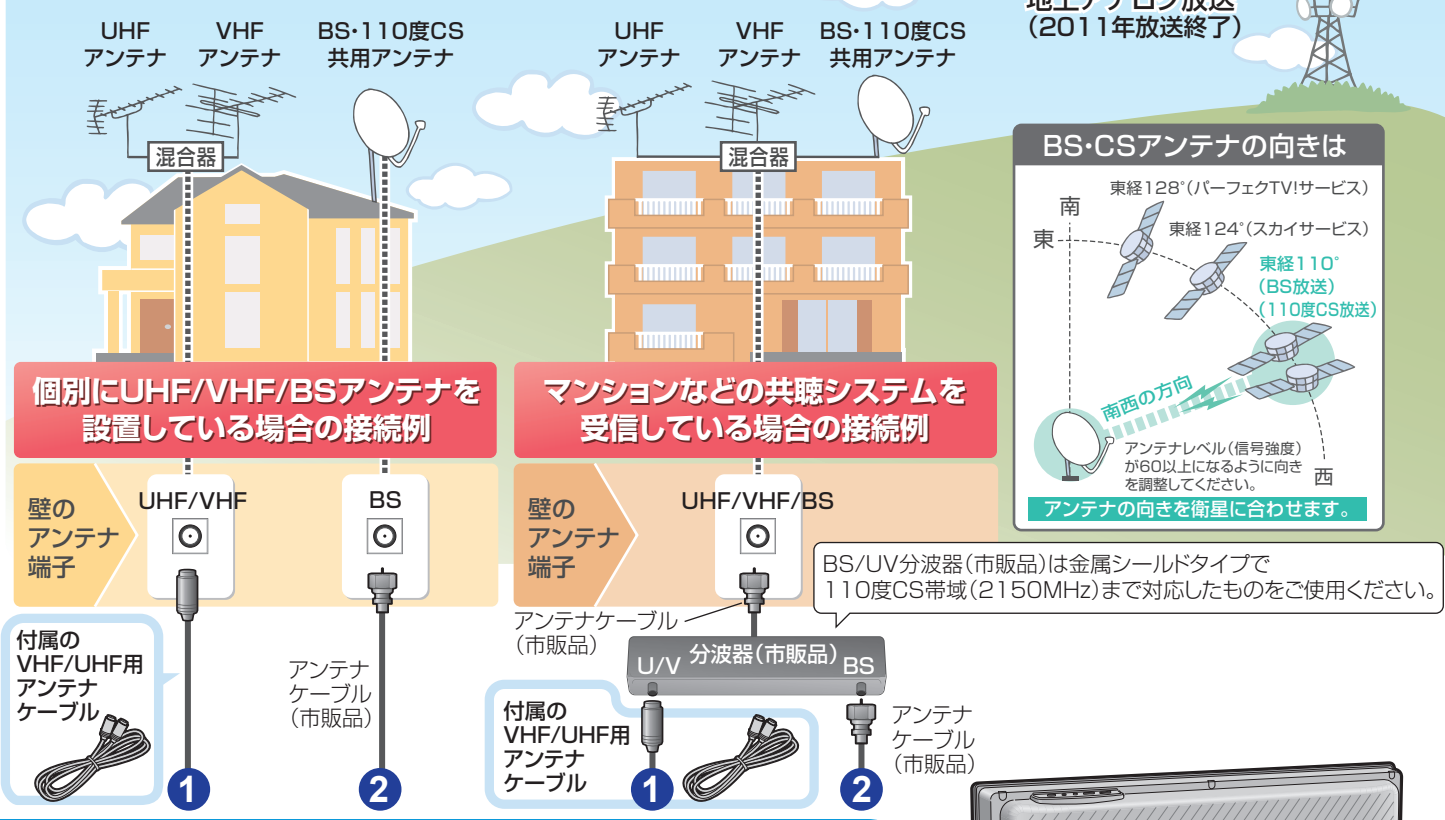 地上アナログ放送
(2011年放送終了)
UHF
アンテナ
VHF
アンテナ
BS・110度CS
共用アンテナ
混合器
UHF
アンテナ
VHF
アンテナ
BS・110度CS
共用アンテナ
混合器
BS・CSアンテナの向きは
東経128°(パーフェクTV!サービス)
南
東
東経124°(スカイサービス)
東経110°
(BS放送)
(110度CS放送)
南西の方向
アンテナレベル(信号強度)
が60以上になるように向き
を調整してください。
西
アンテナの向きを衛星に合わせます。
個別にUHF/VHF/BSアンテナを
設置している場合の接続例
マンションなどの共聴システムを
受信している場合の接続例
壁の
アンテナ
端子
UHF/VHF
BS
壁の
アンテナ
端子
UHF/VHF/BS
BS/UV分波器(市販品)は金属シールドタイプで
110度CS帯域(2150MHz)まで対応したものをご使用ください。
付属の
VHF/UHF用
アンテナ
ケーブル
アンテナ
ケーブル
(市販品)
1
2
アンテナケーブル
(市販品)
U/V 分波器(市販品) BS
付属の
VHF/UHF用
アンテナ
ケーブル
アンテナ
ケーブル
(市販品)
1
2